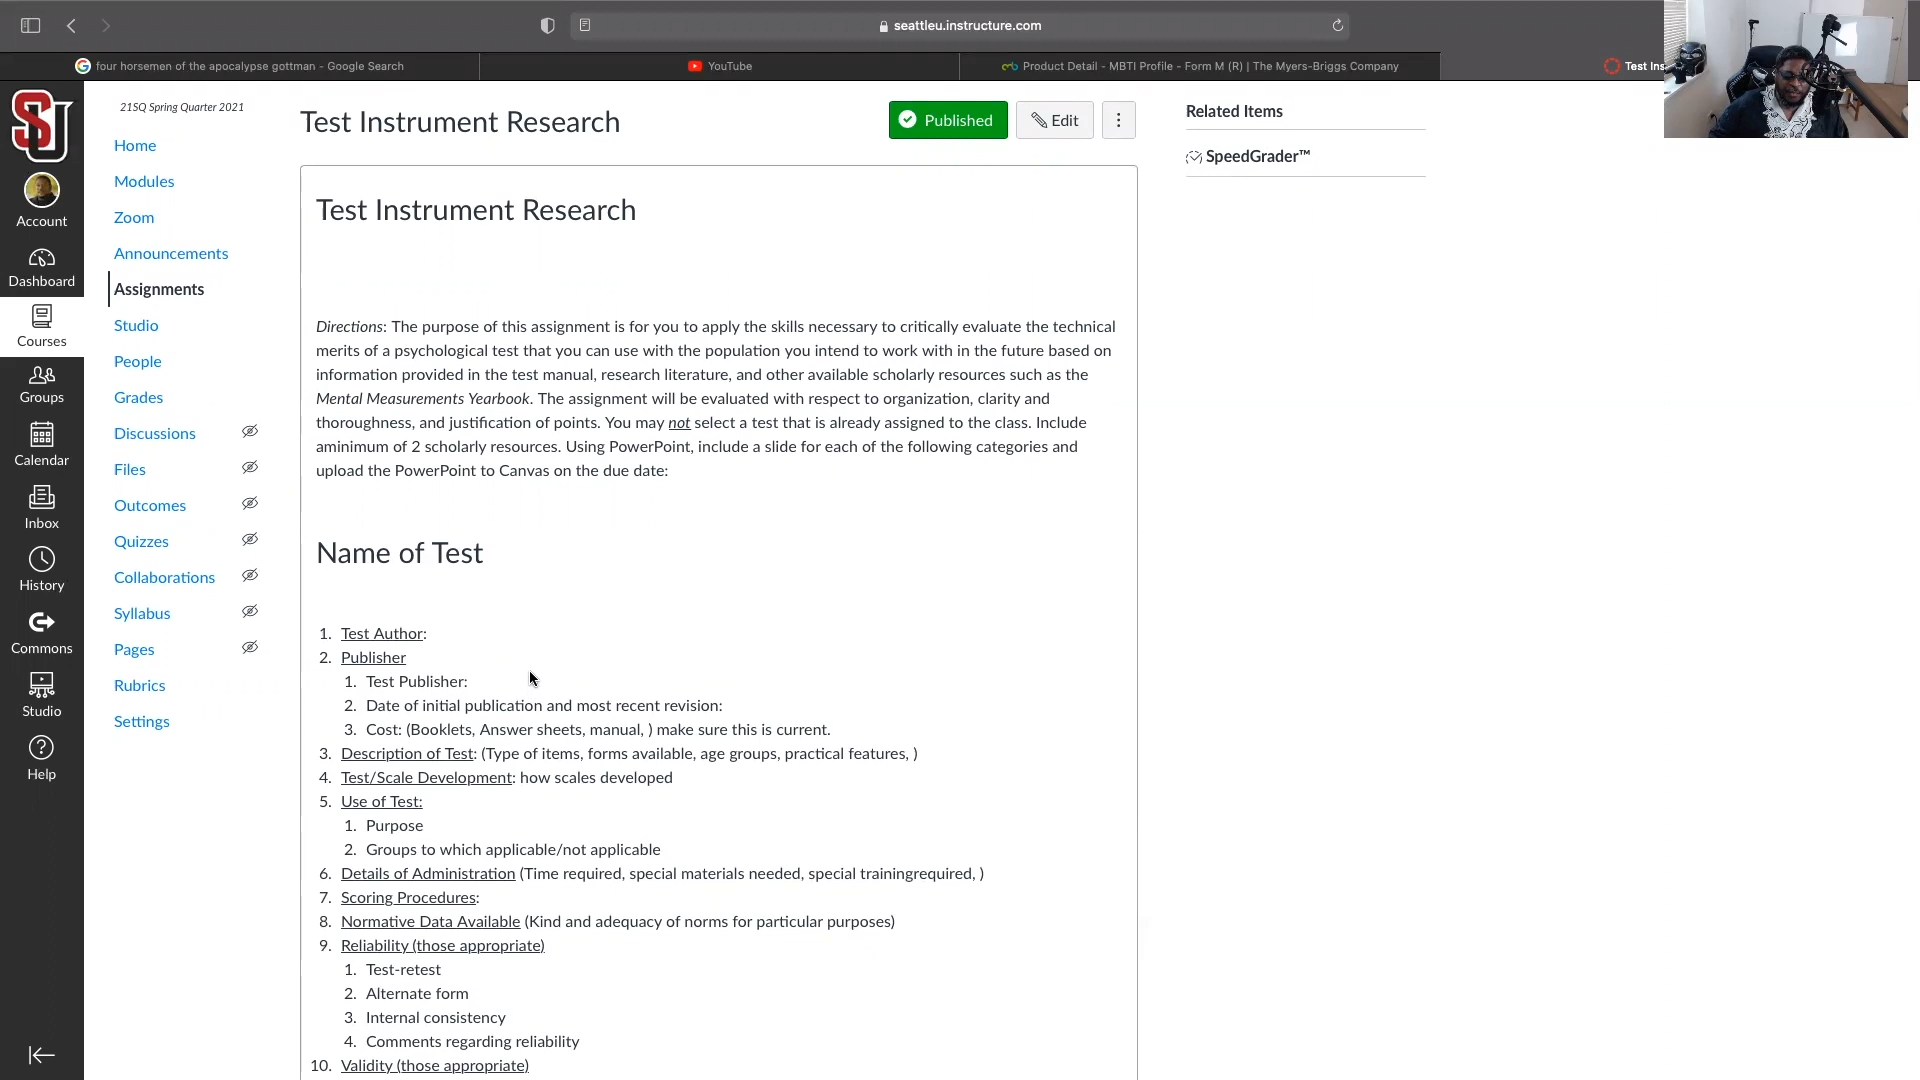 seattleu.instructure.com
four horsemen of the apocalypse gottman - Google Search
YouTube
Product Detail - MBTI Profile - Form M (R) | The Myers-Briggs Company
Test Ins
SU
Account
Dashboard
Courses
Groups
Calendar
Inbox
History
Commons
Studio
Help
21SQ Spring Quarter 2021
Home
Modules
Zoom
Announcements
Assignments
Studio
People
Grades
Discussions
Files
Outcomes
Quizzes
Collaborations
Syllabus
Pages
Rubrics
Settings
Test Instrument Research
Published
Edit
Test Instrument Research
Directions: The purpose of this assignment is for you to apply the skills necessary to critically evaluate the technical
merits of a psychological test that you can use with the population you intend to work with in the future based on
information provided in the test manual, research literature, and other available scholarly resources such as the
Mental Measurements Yearbook. The assignment will be evaluated with respect to organization, clarity and
thoroughness, and justification of points. You may not select a test that is already assigned to the class. Include
aminimum of 2 scholarly resources. Using PowerPoint, include a slide for each of the following categories and
upload the PowerPoint to Canvas on the due date:
Name of Test
1. Test Author:
2. Publisher
1. Test Publisher:
2. Date of initial publication and most recent revision:
3. Cost: (Booklets, Answer sheets, manual, ) make sure this is current.
3. Description of Test: (Type of items, forms available, age groups, practical features, )
4. Test/Scale Development: how scales developed
5. Use of Test:
1. Purpose
2. Groups to which applicable/not applicable
6. Details of Administration (Time required, special materials needed, special trainingrequired, )
7. Scoring Procedures:
8. Normative Data Available (Kind and adequacy of norms for particular purposes)
9. Reliability (those appropriate)
1. Test-retest
2. Alternate form
3. Internal consistency
4. Comments regarding reliability
10. Validity (those appropriate)
Related Items
SpeedGrader™